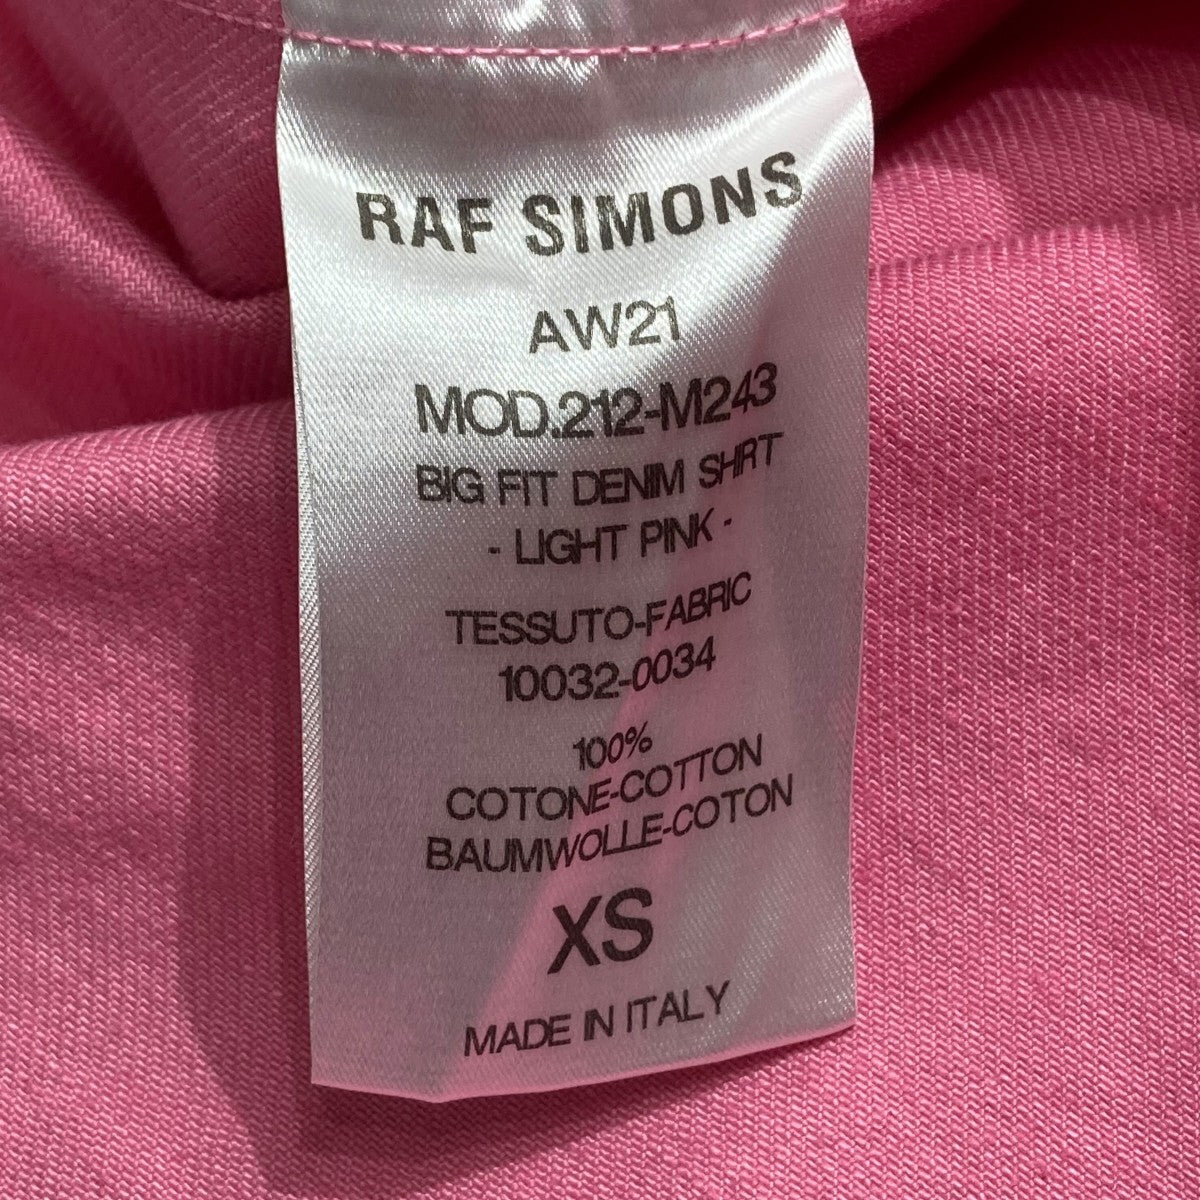 RAF SIMONS
AW21
MOD.212-M243
BIG FIT DENIM SHIRT
- LIGHT PINK -
TESSUTO-FABRIC
10032-0034
100%
COTONE-COTTON
BAUMWOLLE-COTON
XS
MADE IN ITALY